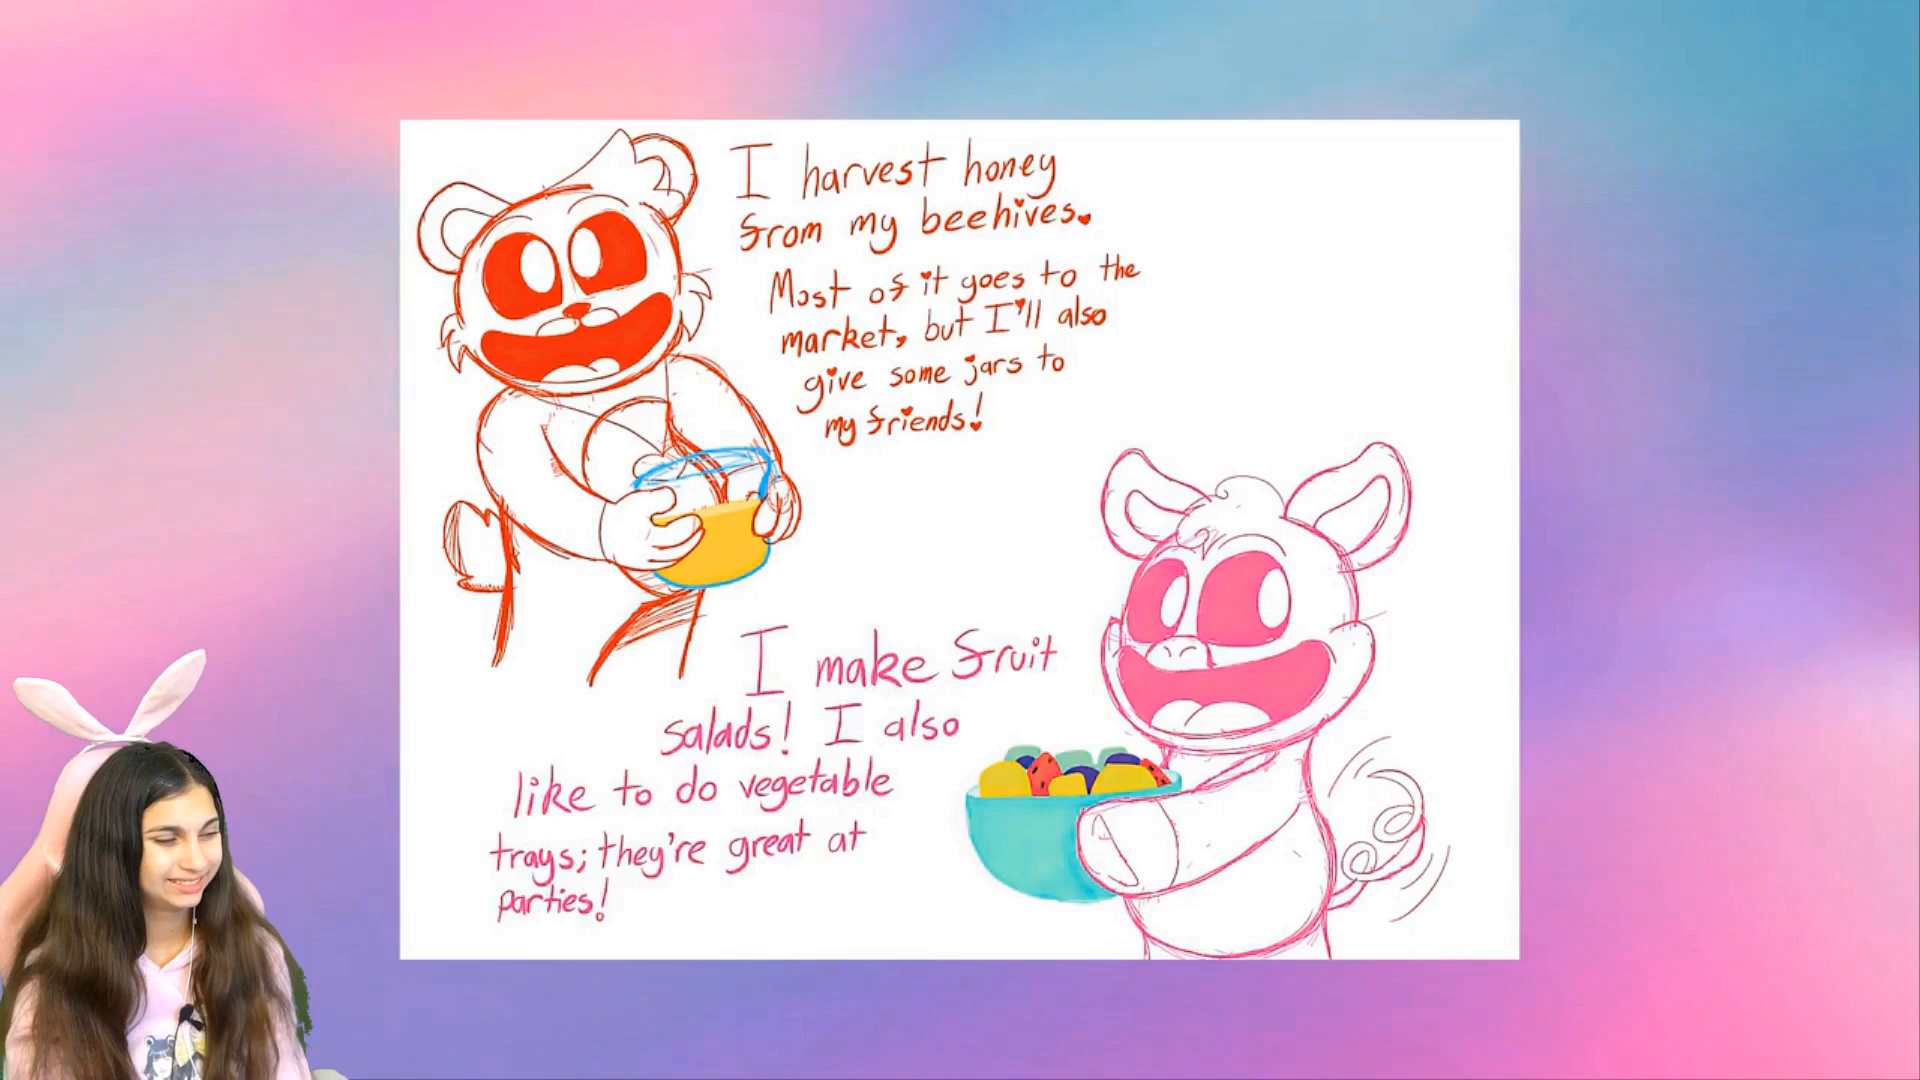 I harvest honey
from my beehives.
Most of it goes to the
market, but I'll also
give some jars to
my friends!
I make fruit
salads! I also
like to do vegetable
trays; they're great at
parties!